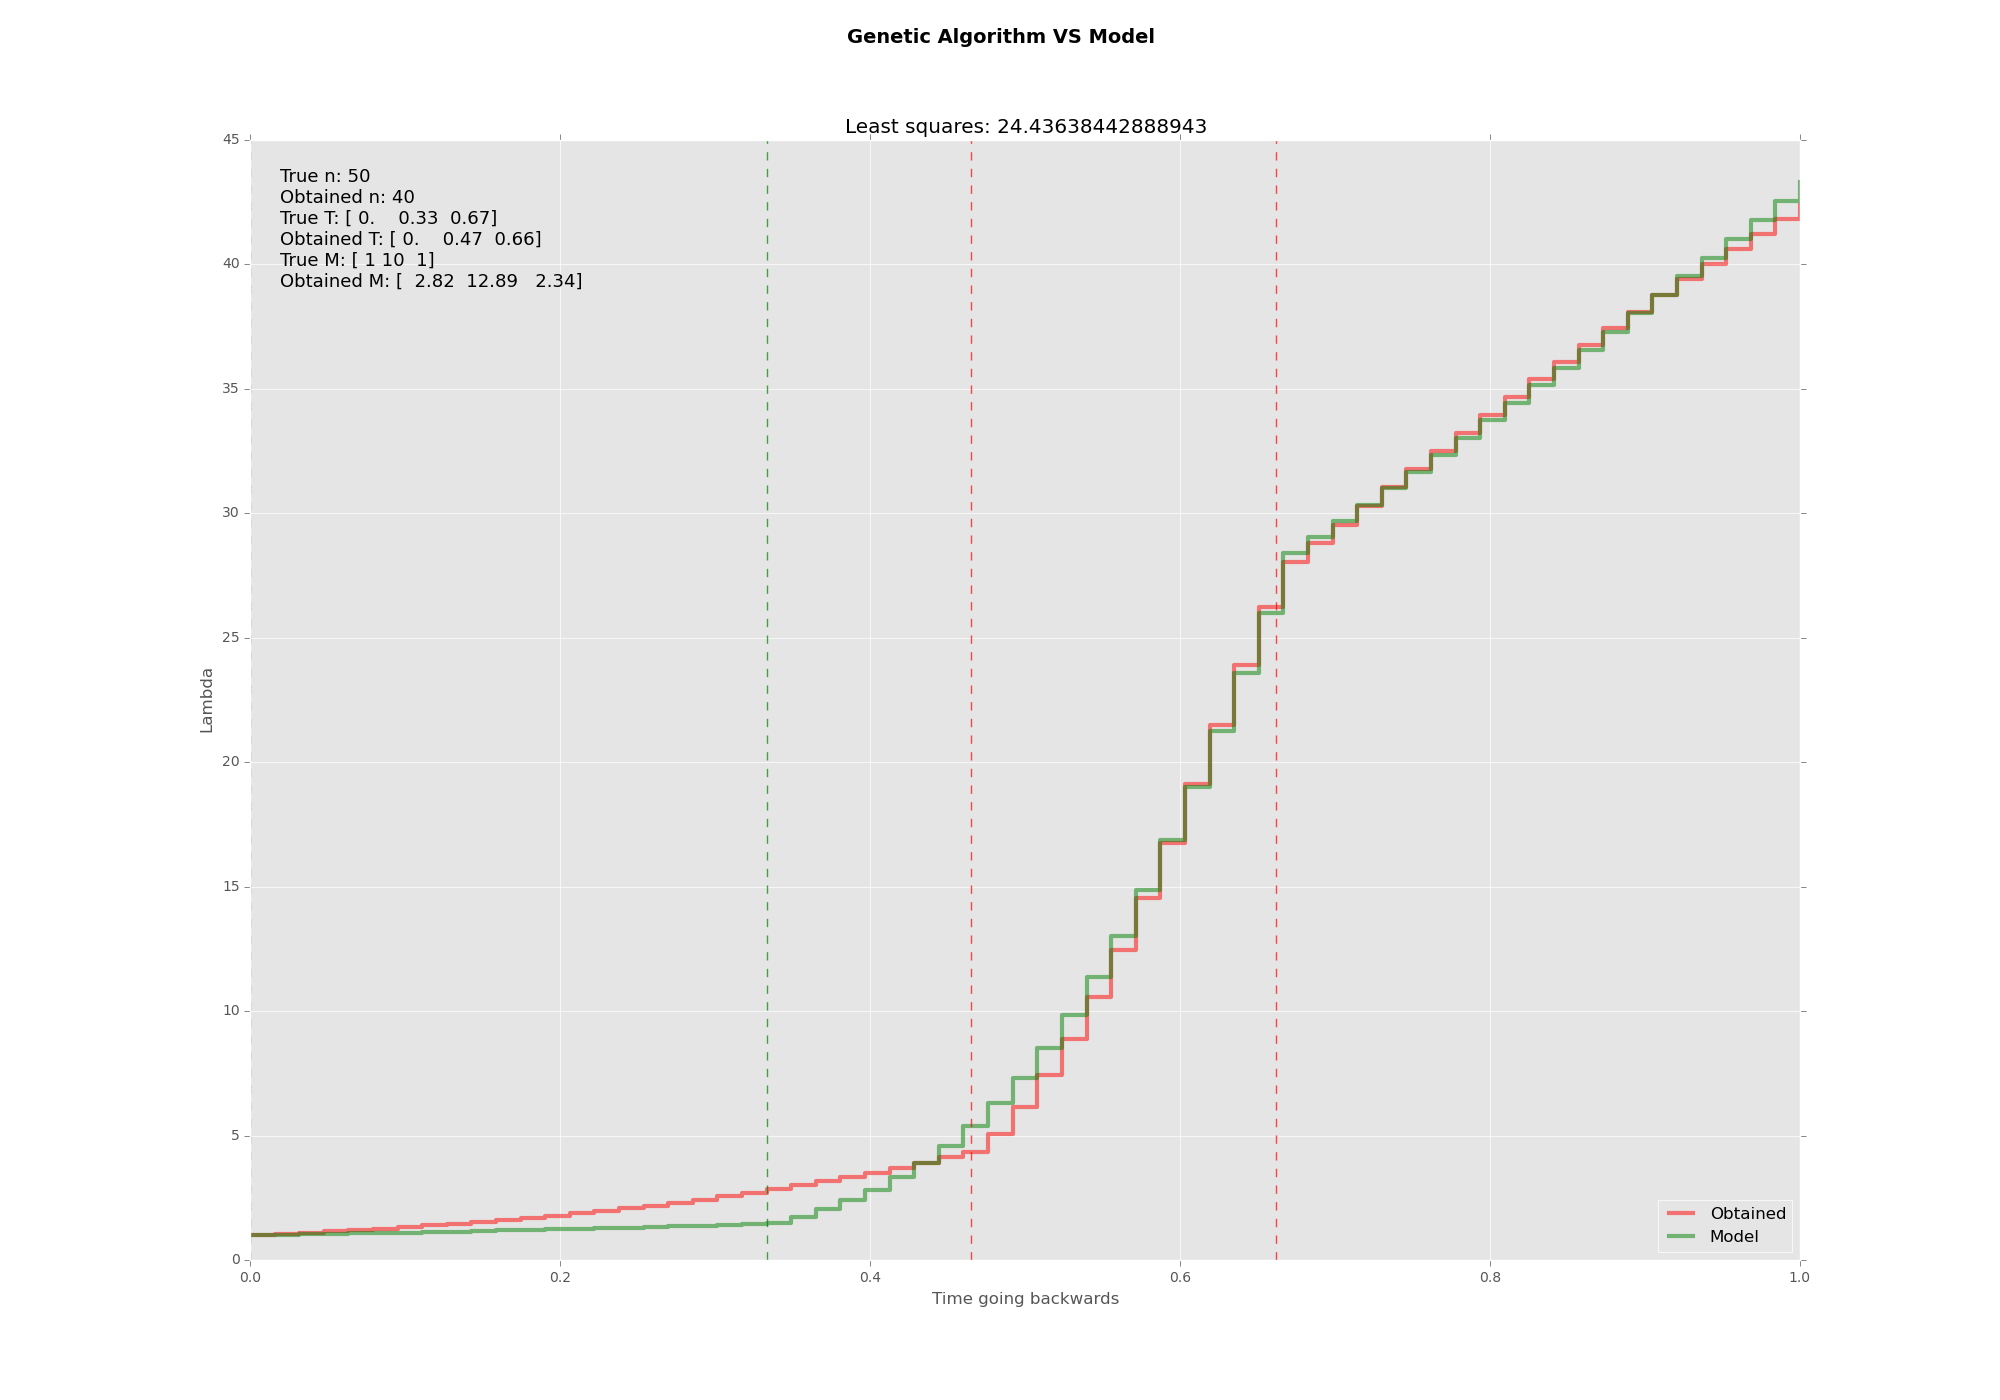 Genetic Algorithm VS Model
Least squares: 24.43638442888943
True n: 50
Obtained n: 40
True T: [ 0.    0.33  0.67]
Obtained T: [ 0.    0.47  0.66]
True M: [ 1 10  1]
Obtained M: [  2.82  12.89   2.34]
45
40
35
30
25
20
15
10
5
0
Lambda
0.0 0.2 0.4 0.6 0.8 1.0
Time going backwards
Obtained
Model